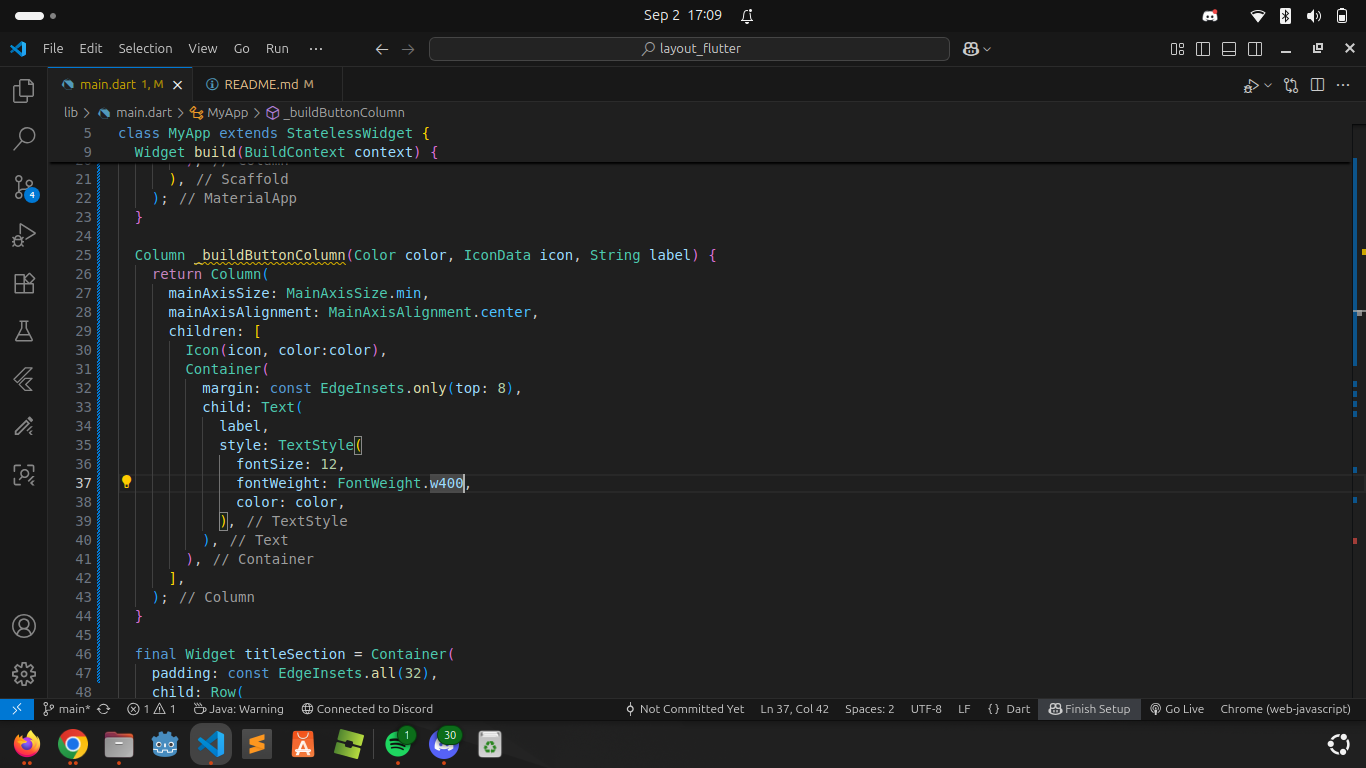 Sep 2 17:09
File Edit Selection View Go Run ··· layout_flutter
main.dart 1, M README.md M
lib > main.dart > MyApp > _buildButtonColumn
5 class MyApp extends StatelessWidget {
9 Widget build(BuildContext context) {
21 ), // Scaffold
22 ); // MaterialApp
23 }
24
25 Column _buildButtonColumn(Color color, IconData icon, String label) {
26 return Column(
27 mainAxisSize: MainAxisSize.min,
28 mainAxisAlignment: MainAxisAlignment.center,
29 children: [
30 Icon(icon, color:color),
31 Container(
32 margin: const EdgeInsets.only(top: 8),
33 child: Text(
34 label,
35 style: TextStyle(
36 fontSize: 12,
37 fontWeight: FontWeight.w400,
38 color: color,
39 ), // TextStyle
40 ), // Text
41 ), // Container
42 ],
43 ); // Column
44 }
45
46 final Widget titleSection = Container(
47 padding: const EdgeInsets.all(32),
48 child: Row(
4
main* 1 1 Java: Warning Connected to Discord Not Committed Yet Ln 37, Col 42 Spaces: 2 UTF-8 LF {} Dart Finish Setup Go Live Chrome (web-javascript)
1 30